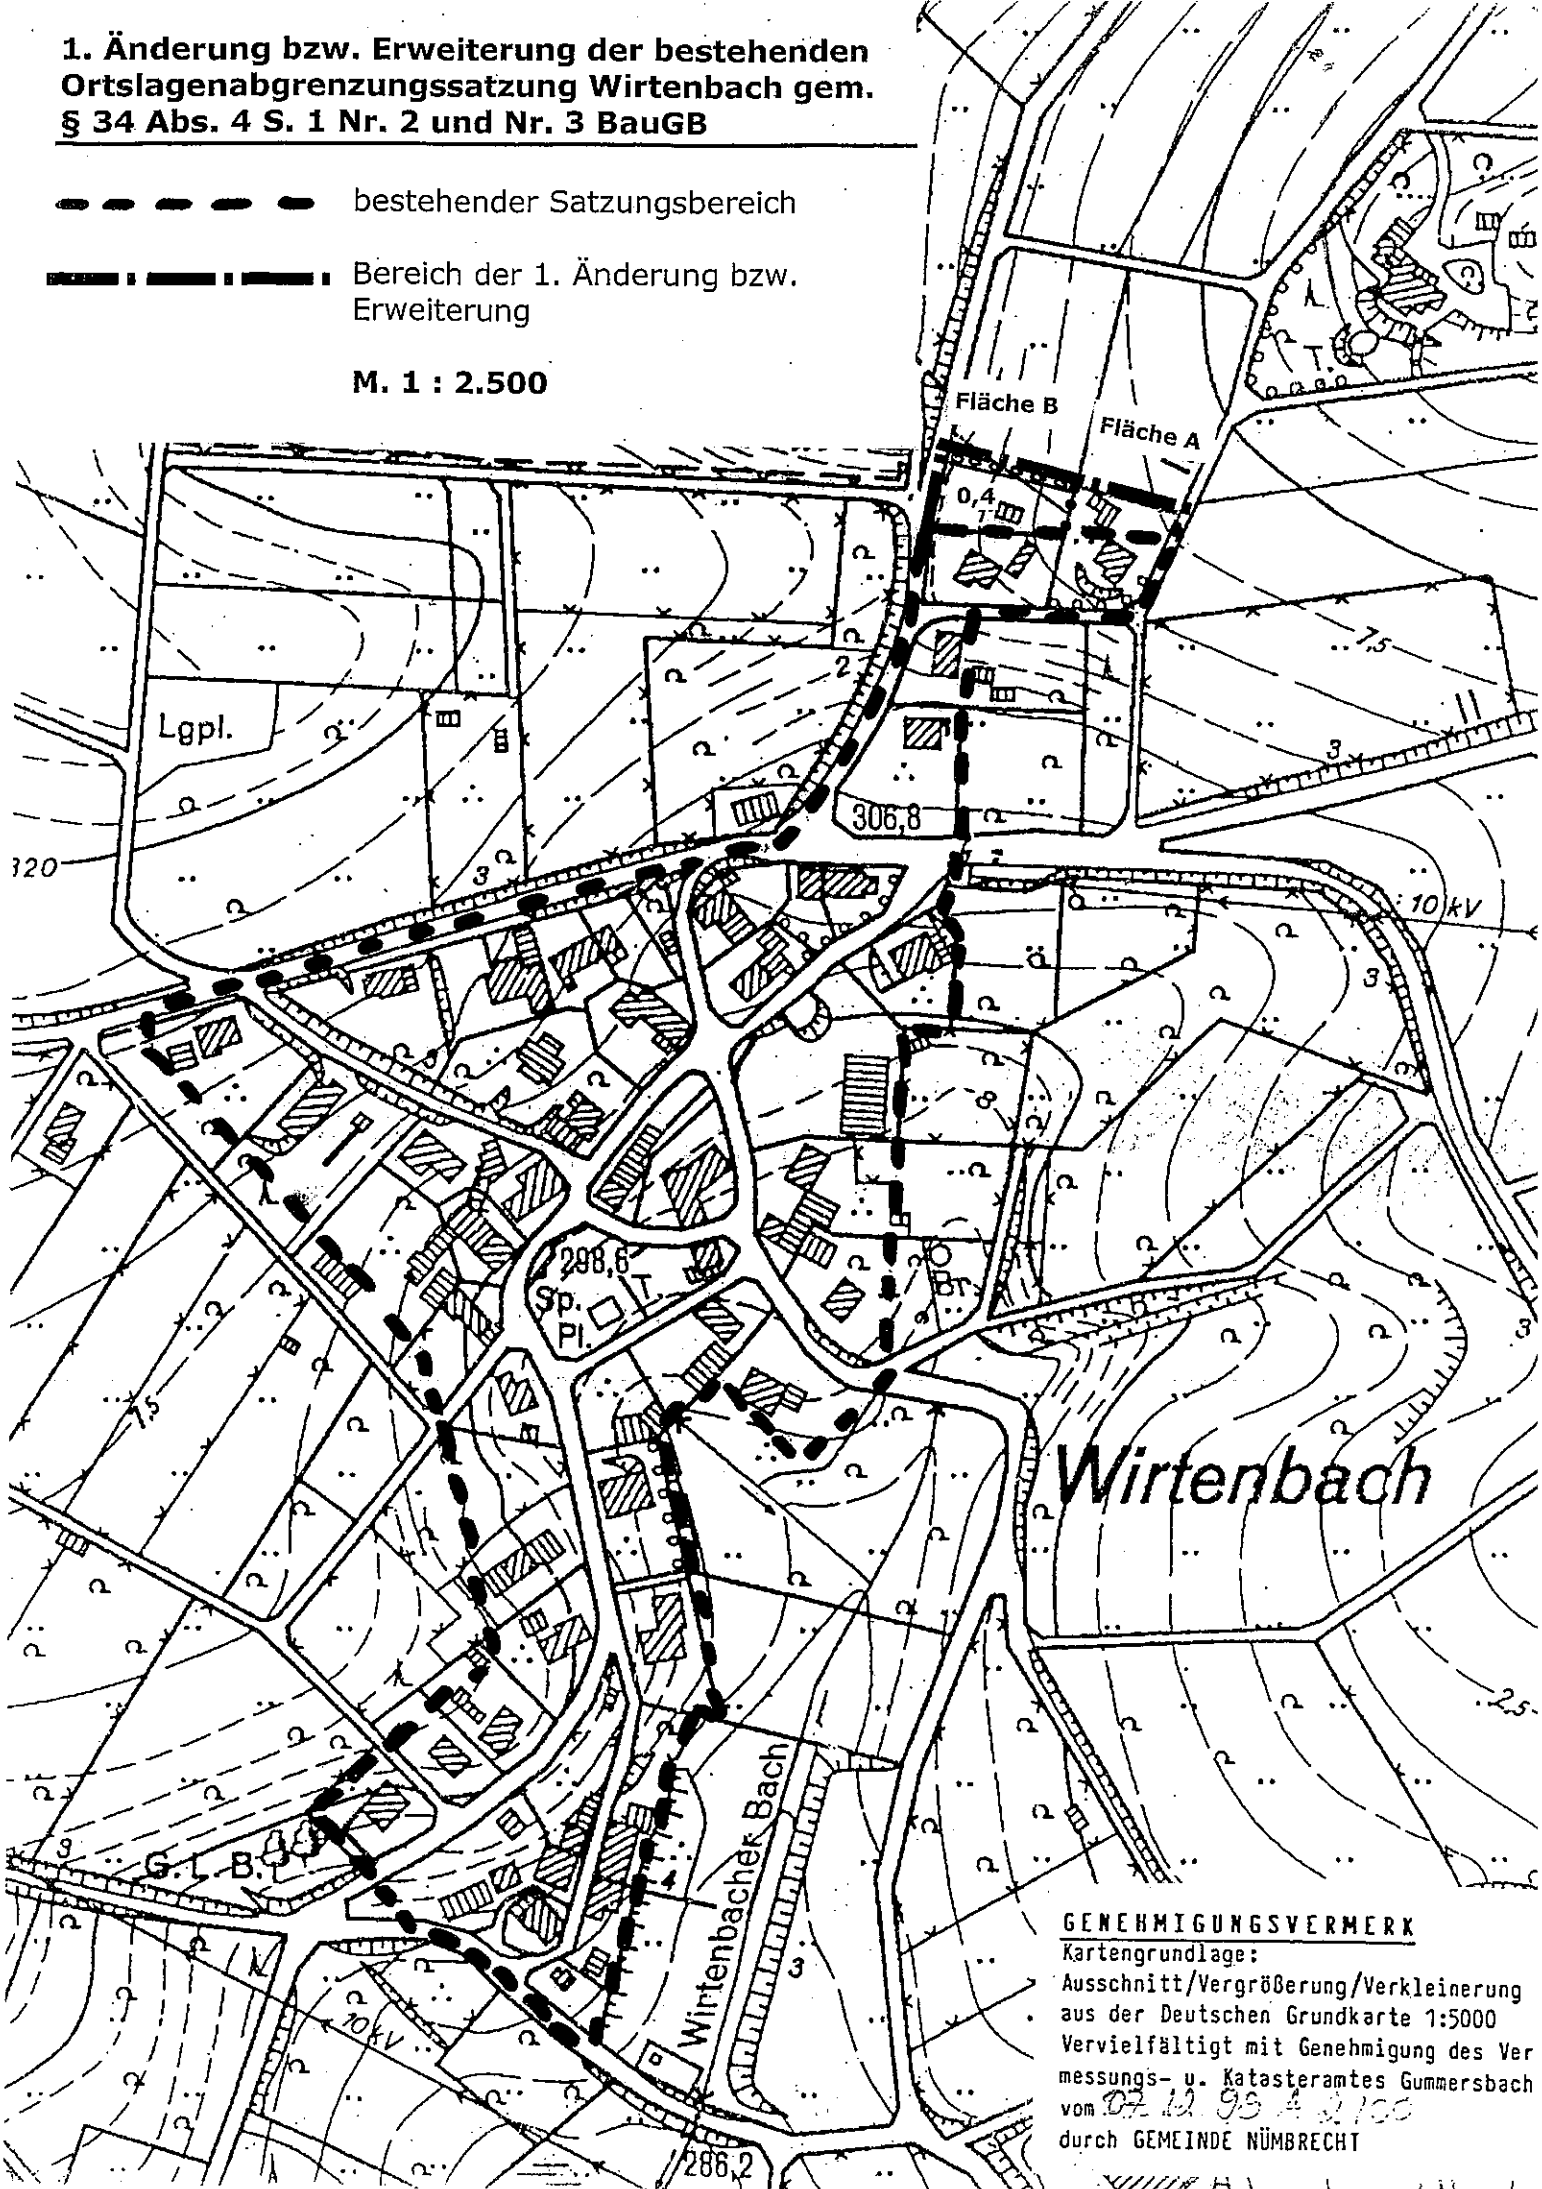 1. Änderung bzw. Erweiterung der bestehenden
Ortslagenabgrenzungssatzung Wirtenbach gem.
§ 34 Abs. 4 S. 1 Nr. 2 und Nr. 3 BauGB
bestehender Satzungsbereich
Bereich der 1. Änderung bzw.
Erweiterung
M. 1 : 2.500
Fläche B
Fläche A
0,4
2
7,5
Lgpl.
3
306,8
320
3
10 kV
3
8
298,6
T.
Sp.
Pl.
3
7,5
Wirtenbach
2,5
3
G. L. B.
4
Wirtenbacher Bach
3
10 kV
286,2
GENEHMIGUNGSVERMERK
Kartengrundlage:
Ausschnitt/Vergrößerung/Verkleinerung
aus der Deutschen Grundkarte 1:5000
Vervielfältigt mit Genehmigung des Ver
messungs- u. Katasteramtes Gummersbach
vom
durch GEMEINDE NÜMBRECHT